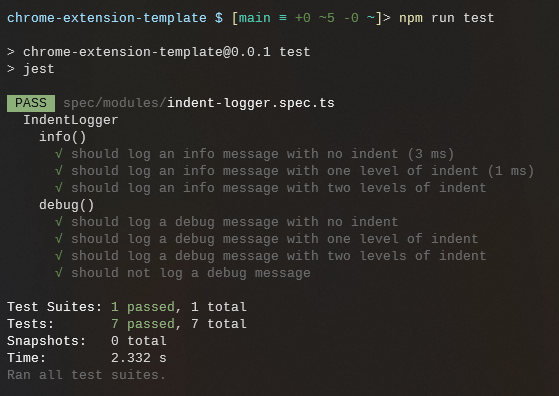 chrome-extension-template $ [main ≡ +0 ~5 -0 ~]> npm run test
> chrome-extension-template@0.0.1 test
> jest
PASS spec/modules/indent-logger.spec.ts
IndentLogger
info()
√ should log an info message with no indent (3 ms)
√ should log an info message with one level of indent (1 ms)
√ should log an info message with two levels of indent
debug()
√ should log a debug message with no indent
√ should log a debug message with one level of indent
√ should log a debug message with two levels of indent
√ should not log a debug message
Test Suites: 1 passed, 1 total
Tests: 7 passed, 7 total
Snapshots: 0 total
Time: 2.332 s
Ran all test suites.